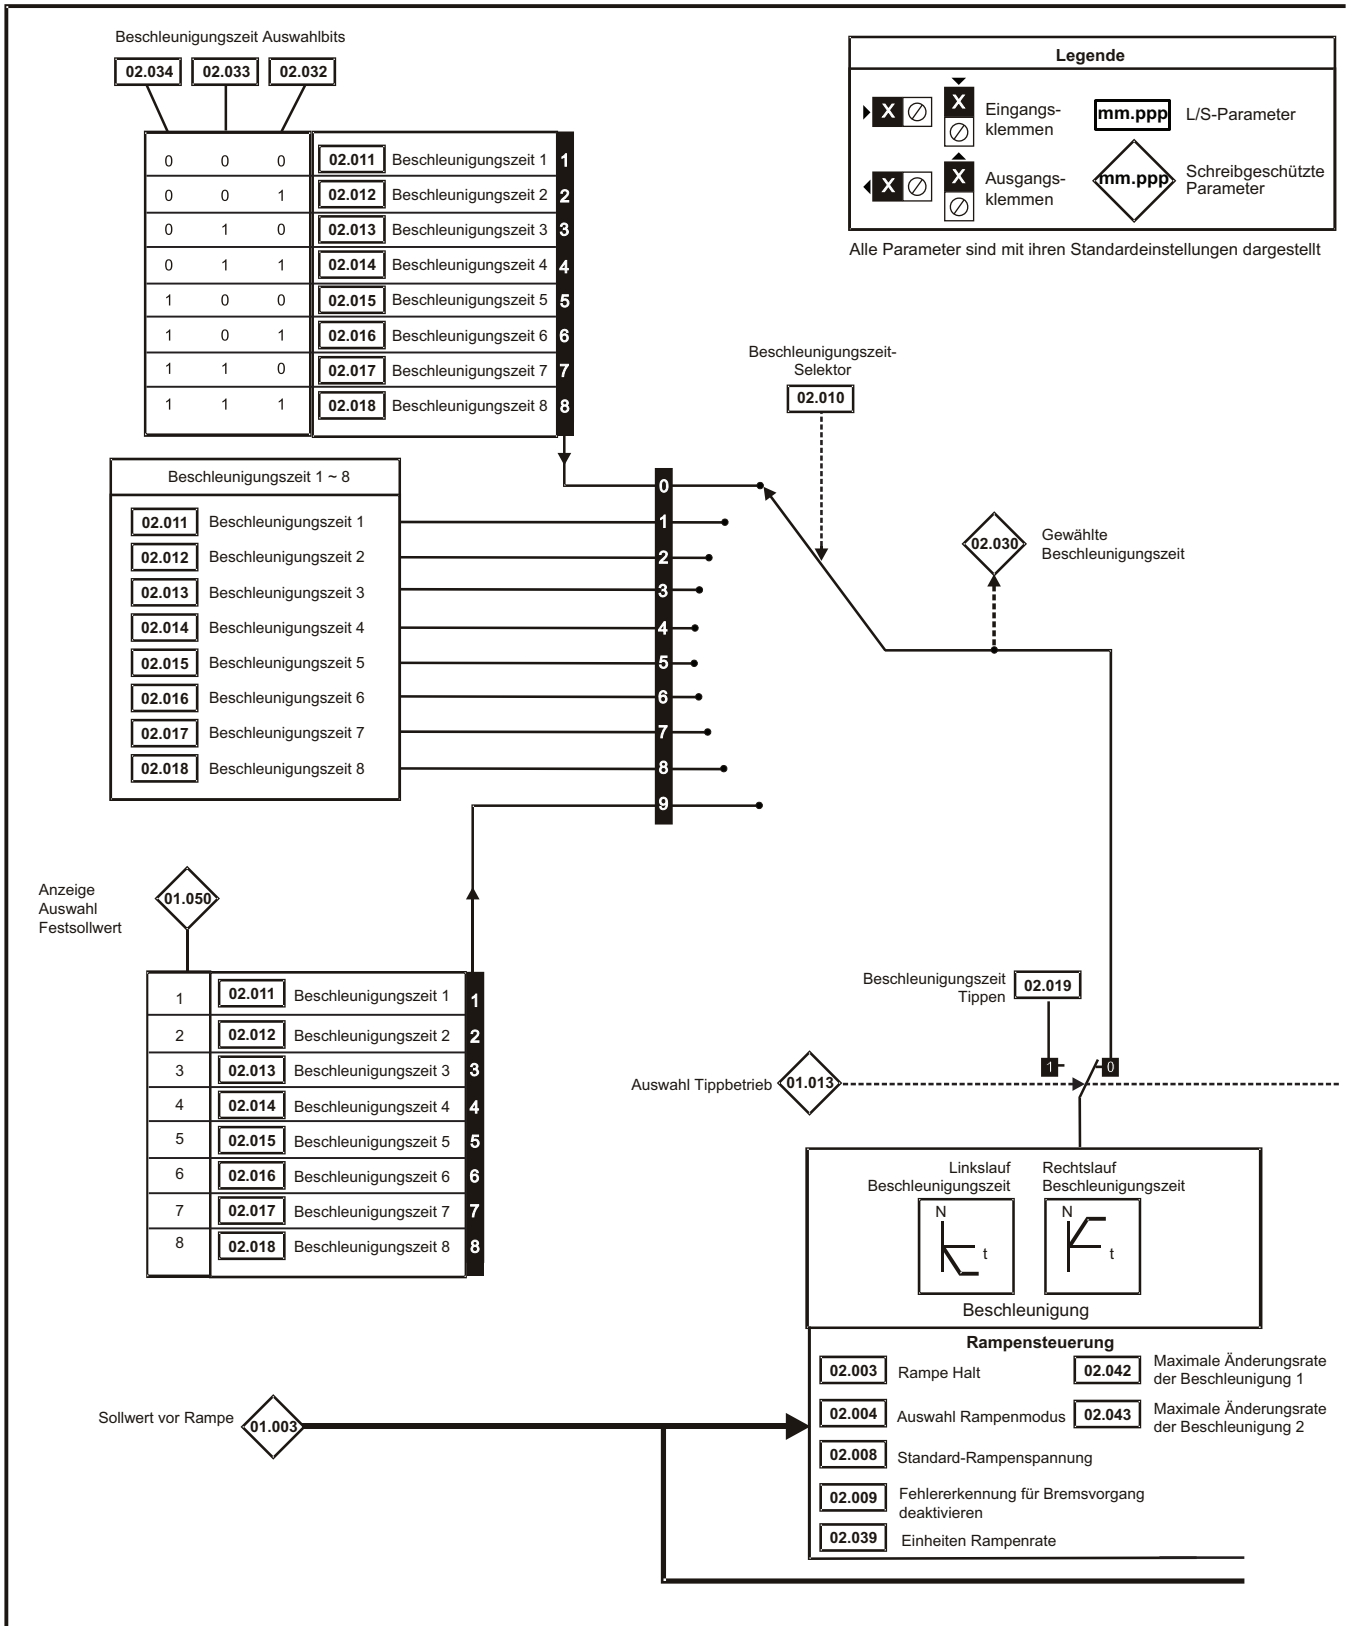 Beschleunigungszeit Auswahlbits
02.034 02.033 02.032
0 0 0 02.011 Beschleunigungszeit 1 1
0 0 1 02.012 Beschleunigungszeit 2 2
0 1 0 02.013 Beschleunigungszeit 3 3
0 1 1 02.014 Beschleunigungszeit 4 4
1 0 0 02.015 Beschleunigungszeit 5 5
1 0 1 02.016 Beschleunigungszeit 6 6
1 1 0 02.017 Beschleunigungszeit 7 7
1 1 1 02.018 Beschleunigungszeit 8 8
Legende
X X Eingangs-
klemmen
mm.ppp L/S-Parameter
X X Ausgangs-
klemmen
mm.ppp Schreibgeschützte
Parameter
Alle Parameter sind mit ihren Standardeinstellungen dargestellt
Beschleunigungszeit-
Selektor
02.010
Beschleunigungszeit 1 ~ 8
02.011 Beschleunigungszeit 1
02.012 Beschleunigungszeit 2
02.013 Beschleunigungszeit 3
02.014 Beschleunigungszeit 4
02.015 Beschleunigungszeit 5
02.016 Beschleunigungszeit 6
02.017 Beschleunigungszeit 7
02.018 Beschleunigungszeit 8
0
1
2
3
4
5
6
7
8
9
02.030 Gewählte
Beschleunigungszeit
Anzeige
Auswahl
Festsollwert
01.050
1 02.011 Beschleunigungszeit 1 1
2 02.012 Beschleunigungszeit 2 2
3 02.013 Beschleunigungszeit 3 3
4 02.014 Beschleunigungszeit 4 4
5 02.015 Beschleunigungszeit 5 5
6 02.016 Beschleunigungszeit 6 6
7 02.017 Beschleunigungszeit 7 7
8 02.018 Beschleunigungszeit 8 8
Beschleunigungszeit
Tippen
02.019
1 0
Auswahl Tippbetrieb 01.013
Linkslauf
Beschleunigungszeit
N
t
Rechtslauf
Beschleunigungszeit
N
t
Beschleunigung
Rampensteuerung
02.003 Rampe Halt
02.042 Maximale Änderungsrate
der Beschleunigung 1
Sollwert vor Rampe 01.003
02.004 Auswahl Rampenmodus
02.043 Maximale Änderungsrate
der Beschleunigung 2
02.008 Standard-Rampenspannung
02.009 Fehlererkennung für Bremsvorgang
deaktivieren
02.039 Einheiten Rampenrate